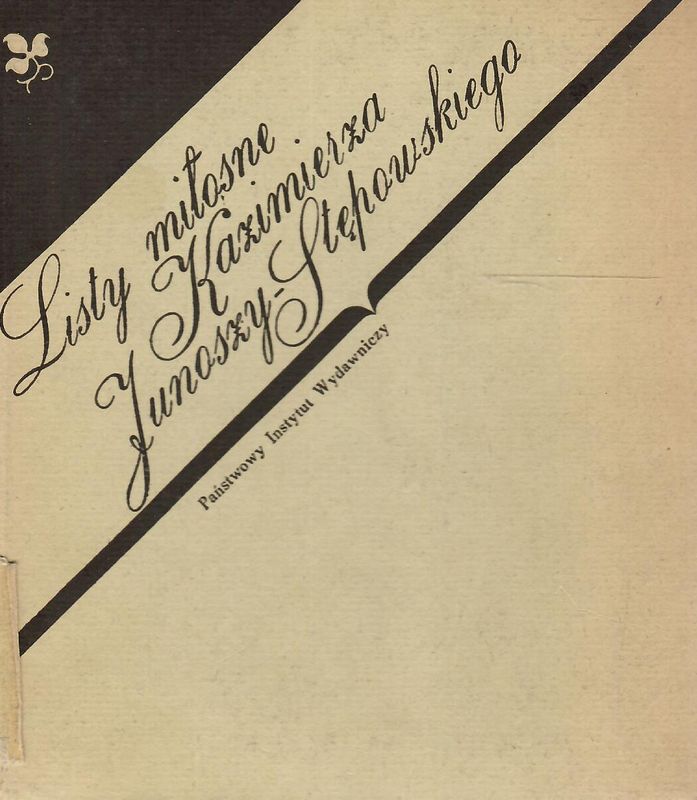 Listy miłosne
Kazimierza
Junoszy-Stępowskiego
Państwowy Instytut Wydawniczy